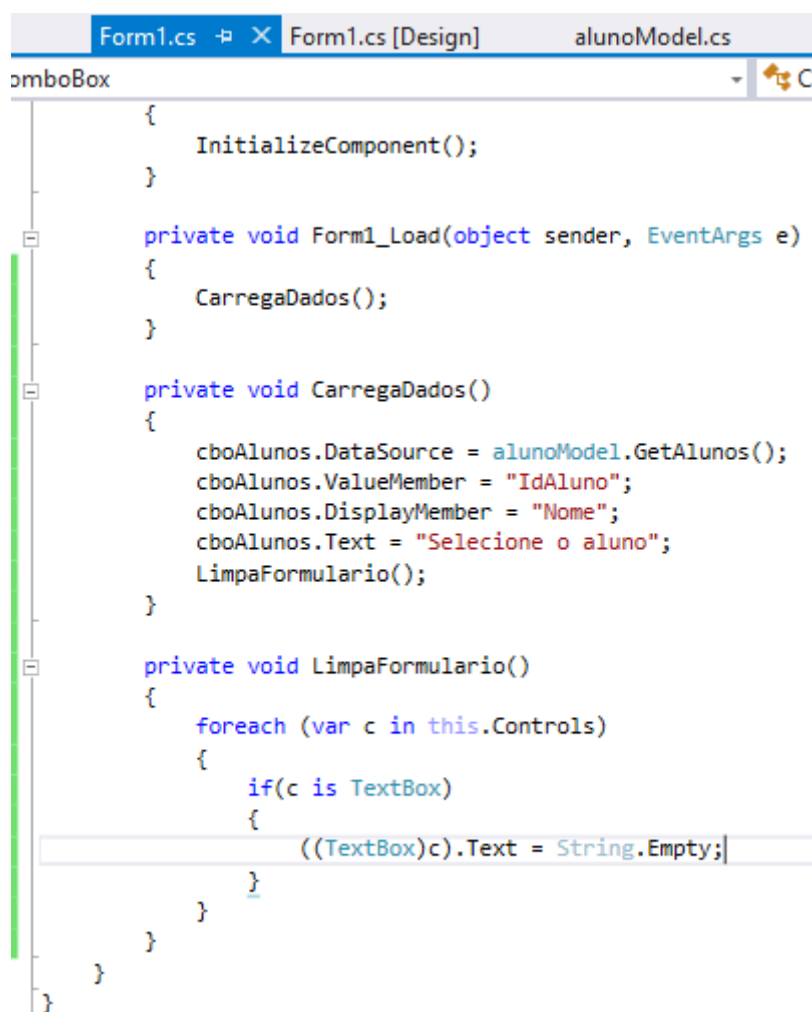 Form1.cs Form1.cs [Design] alunoModel.cs
omboBox C
{
InitializeComponent();
}
private void Form1_Load(object sender, EventArgs e)
{
CarregaDados();
}
private void CarregaDados()
{
cboAlunos.DataSource = alunoModel.GetAlunos();
cboAlunos.ValueMember = "IdAluno";
cboAlunos.DisplayMember = "Nome";
cboAlunos.Text = "Selecione o aluno";
LimpaFormulario();
}
private void LimpaFormulario()
{
foreach (var c in this.Controls)
{
if(c is TextBox)
{
((TextBox)c).Text = String.Empty;
}
}
}
}
}